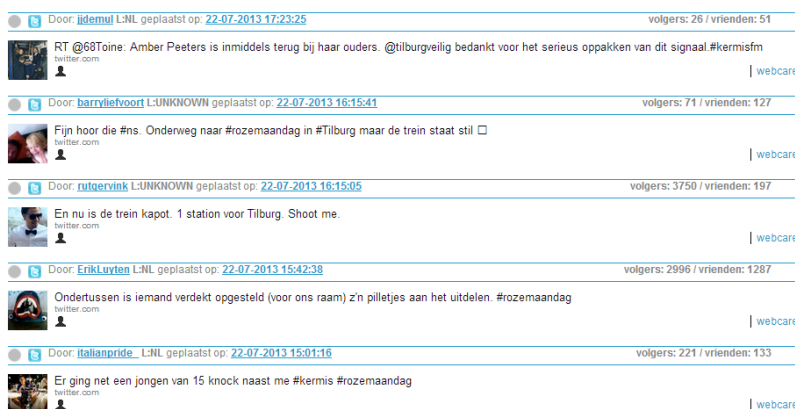 Door: jjdemul L:NL geplaatst op: 22-07-2013 17:23:25 volgers: 26 / vrienden: 51
RT @68Toine: Amber Peeters is inmiddels terug bij haar ouders. @tilburgveilig bedankt voor het serieus oppakken van dit signaal.#kermisfm
twitter.com
| webcare
Door: barryliefvoort L:UNKNOWN geplaatst op: 22-07-2013 16:15:41 volgers: 71 / vrienden: 127
Fijn hoor die #ns. Onderweg naar #rozemaandag in #Tilburg maar de trein staat stil □
twitter.com
| webcare
Door: rutgervink L:UNKNOWN geplaatst op: 22-07-2013 16:15:05 volgers: 3750 / vrienden: 197
En nu is de trein kapot. 1 station voor Tilburg. Shoot me.
twitter.com
| webcare
Door: ErikLuyten L:NL geplaatst op: 22-07-2013 15:42:38 volgers: 2996 / vrienden: 1287
Ondertussen is iemand verdekt opgesteld (voor ons raam) z'n pilletjes aan het uitdelen. #rozemaandag
twitter.com
| webcare
Door: italianpride_ L:NL geplaatst op: 22-07-2013 15:01:16 volgers: 221 / vrienden: 133
Er ging net een jongen van 15 knock naast me #kermis #rozemaandag
twitter.com
| webcare